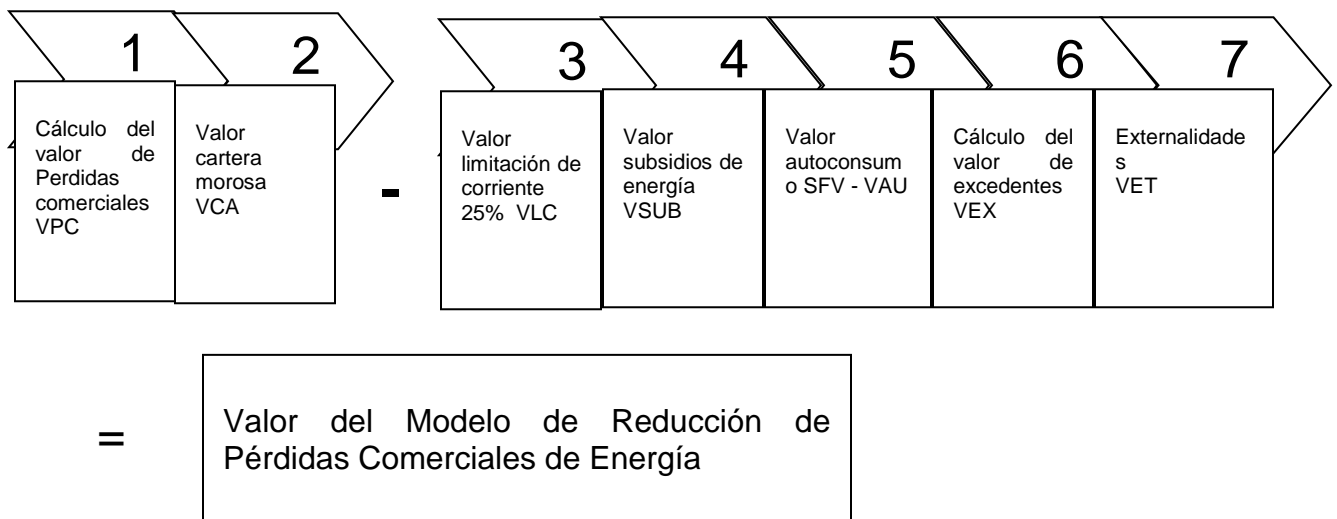 1
Cálculo del
valor de
Perdidas
comerciales
VPC
2
Valor
cartera
morosa
VCA
-
3
Valor
limitación de
corriente
25% VLC
4
Valor
subsidios de
energía
VSUB
5
Valor
autoconsum
o SFV - VAU
6
Cálculo del
valor de
excedentes
VEX
7
Externalidade
s
VET
=
Valor del Modelo de Reducción de
Pérdidas Comerciales de Energía